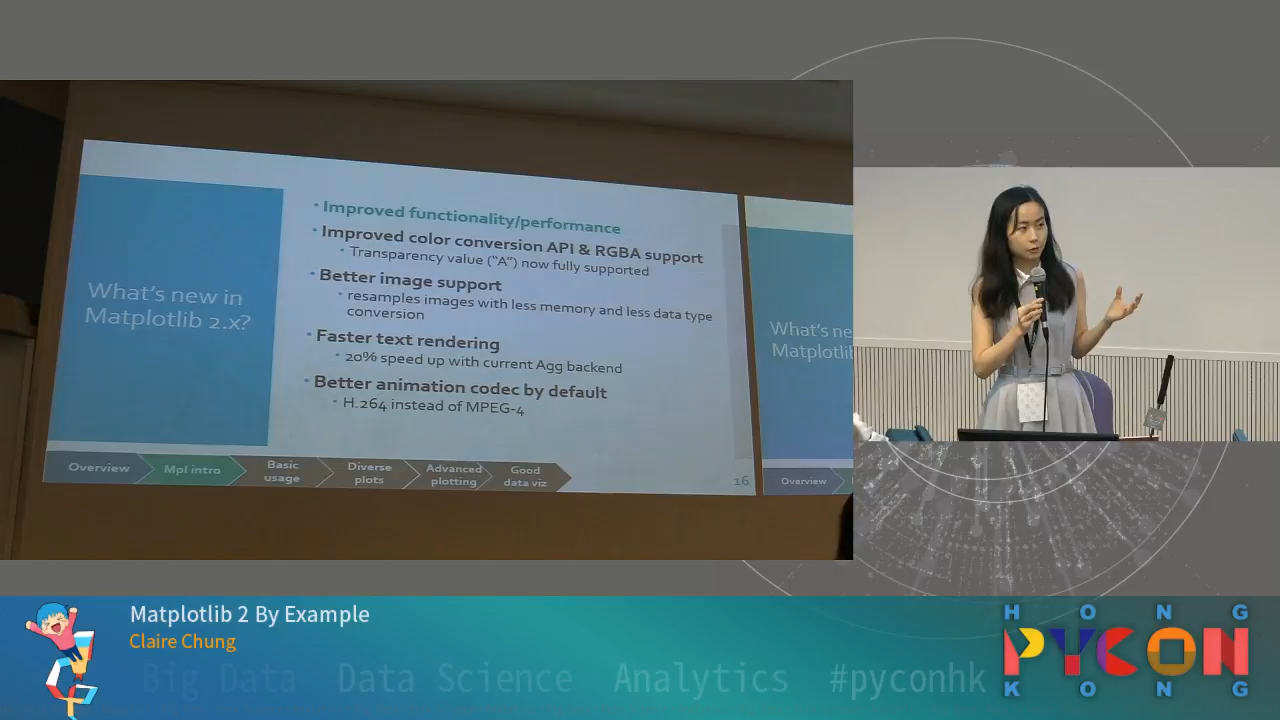 What's new in
Matplotlib 2.x?
• Improved functionality/performance
• Improved color conversion API & RGBA support
• Transparency value ("A") now fully supported
• Better image support
• resamples images with less memory and less data type
conversion
• Faster text rendering
• 20% speed up with current Agg backend
• Better animation codec by default
• H.264 instead of MPEG-4
Overview
Mpl intro
Basic
usage
Diverse
plots
Advanced
plotting
Good
data viz
16
What's ne
Matplotlib
Overview
Matplotlib 2 By Example
Claire Chung
Big Data Data Science Analytics #pyconhk
HONG
PYCON
KONG